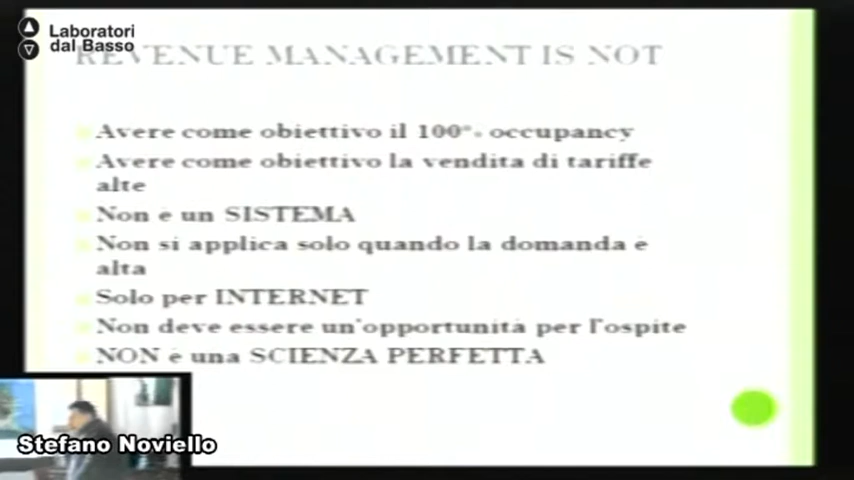 Laboratori
dal Basso
REVENUE MANAGEMENT IS NOT
Avere come obiettivo il 100% occupancy
Avere come obiettivo la vendita di tariffe
alte
Non è un SISTEMA
Non si applica solo quando la domanda è
alta
Solo per INTERNET
Non deve essere un'opportunità per l'ospite
NON è una SCIENZA PERFETTA
Stefano Noviello